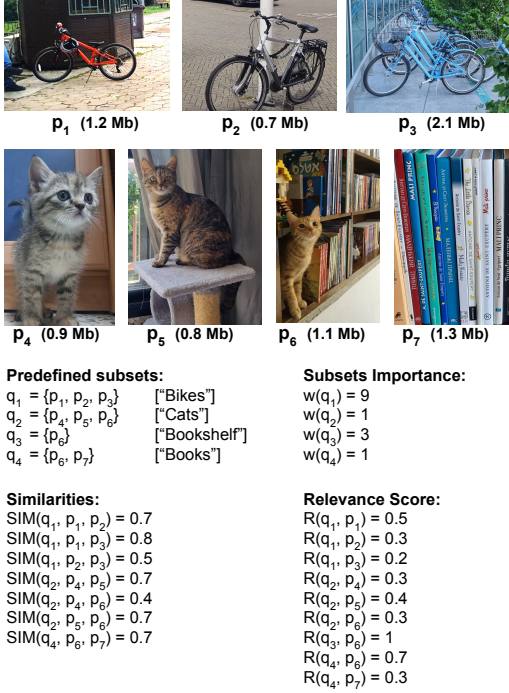 p1 (1.2 Mb) p2 (0.7 Mb) p3 (2.1 Mb)
MALI PRINC
The Little Prince
MALI PRINC
p4 (0.9 Mb) p5 (0.8 Mb) p6 (1.1 Mb) p7 (1.3 Mb)
Predefined subsets:
q1 = {p1, p2, p3} ["Bikes"]
q2 = {p4, p5, p6} ["Cats"]
q3 = {p6} ["Bookshelf"]
q4 = {p6, p7} ["Books"]
Subsets Importance:
w(q1) = 9
w(q2) = 1
w(q3) = 3
w(q4) = 1
Similarities:
SIM(q1, p1, p2) = 0.7
SIM(q1, p1, p3) = 0.8
SIM(q1, p2, p3) = 0.5
SIM(q2, p4, p5) = 0.7
SIM(q2, p4, p6) = 0.4
SIM(q2, p5, p6) = 0.7
SIM(q4, p6, p7) = 0.7
Relevance Score:
R(q1, p1) = 0.5
R(q1, p2) = 0.3
R(q1, p3) = 0.2
R(q2, p4) = 0.3
R(q2, p5) = 0.4
R(q2, p6) = 0.3
R(q3, p6) = 1
R(q4, p6) = 0.7
R(q4, p7) = 0.3